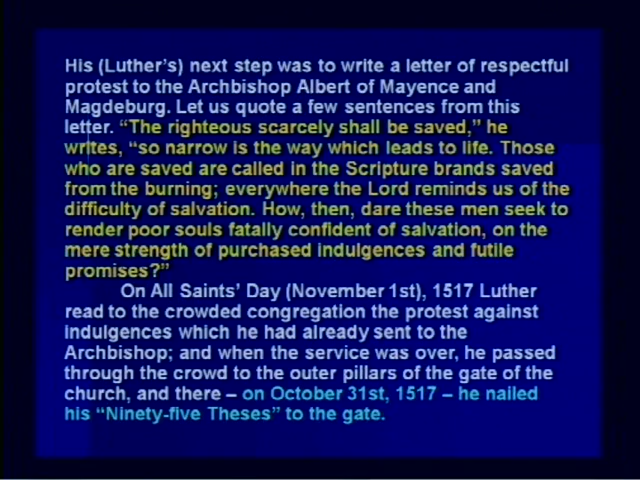 His (Luther’s) next step was to write a letter of respectful
protest to the Archbishop Albert of Mayence and
Magdeburg. Let us quote a few sentences from this
letter. “The righteous scarcely shall be saved,” he
writes, “so narrow is the way which leads to life. Those
who are saved are called in the Scripture brands saved
from the burning; everywhere the Lord reminds us of the
difficulty of salvation. How, then, dare these men seek to
render poor souls fatally confident of salvation, on the
mere strength of purchased indulgences and futile
promises?”
On All Saints’ Day (November 1st), 1517 Luther
read to the crowded congregation the protest against
indulgences which he had already sent to the
Archbishop; and when the service was over, he passed
through the crowd to the outer pillars of the gate of the
church, and there – on October 31st, 1517 – he nailed
his “Ninety-five Theses” to the gate.